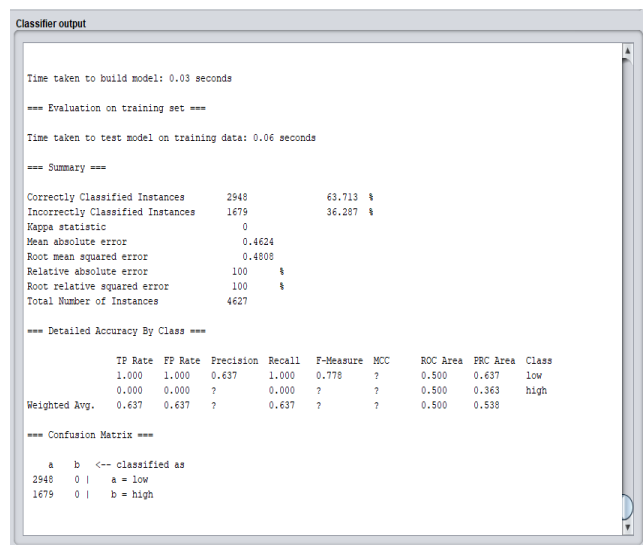 Classifier output
Time taken to build model: 0.03 seconds
=== Evaluation on training set ===
Time taken to test model on training data: 0.06 seconds
=== Summary ===
Correctly Classified Instances 2948 63.713 %
Incorrectly Classified Instances 1679 36.287 %
Kappa statistic 0
Mean absolute error 0.4624
Root mean squared error 0.4808
Relative absolute error 100 %
Root relative squared error 100 %
Total Number of Instances 4627
=== Detailed Accuracy By Class ===
TP Rate FP Rate Precision Recall F-Measure MCC ROC Area PRC Area Class
1.000 1.000 0.637 1.000 0.778 ? 0.500 0.637 low
0.000 0.000 ? 0.000 ? ? 0.500 0.363 high
Weighted Avg. 0.637 0.637 ? 0.637 ? ? 0.500 0.538
=== Confusion Matrix ===
a b <-- classified as
2948 0 | a = low
1679 0 | b = high